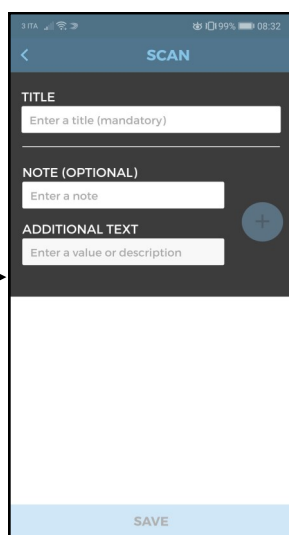 3 ITA 99% 08:32
SCAN
TITLE
Enter a title (mandatory)
NOTE (OPTIONAL)
Enter a note
ADDITIONAL TEXT
Enter a value or description
SAVE